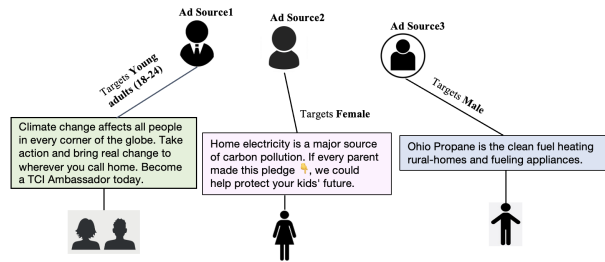 Ad Source1
Ad Source2
Ad Source3
Targets Young
adults (18-24)
Targets Female
Targets Male
Climate change affects all people
in every corner of the globe. Take
action and bring real change to
wherever you call home. Become
a TCI Ambassador today.
Home electricity is a major source
of carbon pollution. If every parent
made this pledge 👇, we could
help protect your kids' future.
Ohio Propane is the clean fuel heating
rural-homes and fueling appliances.